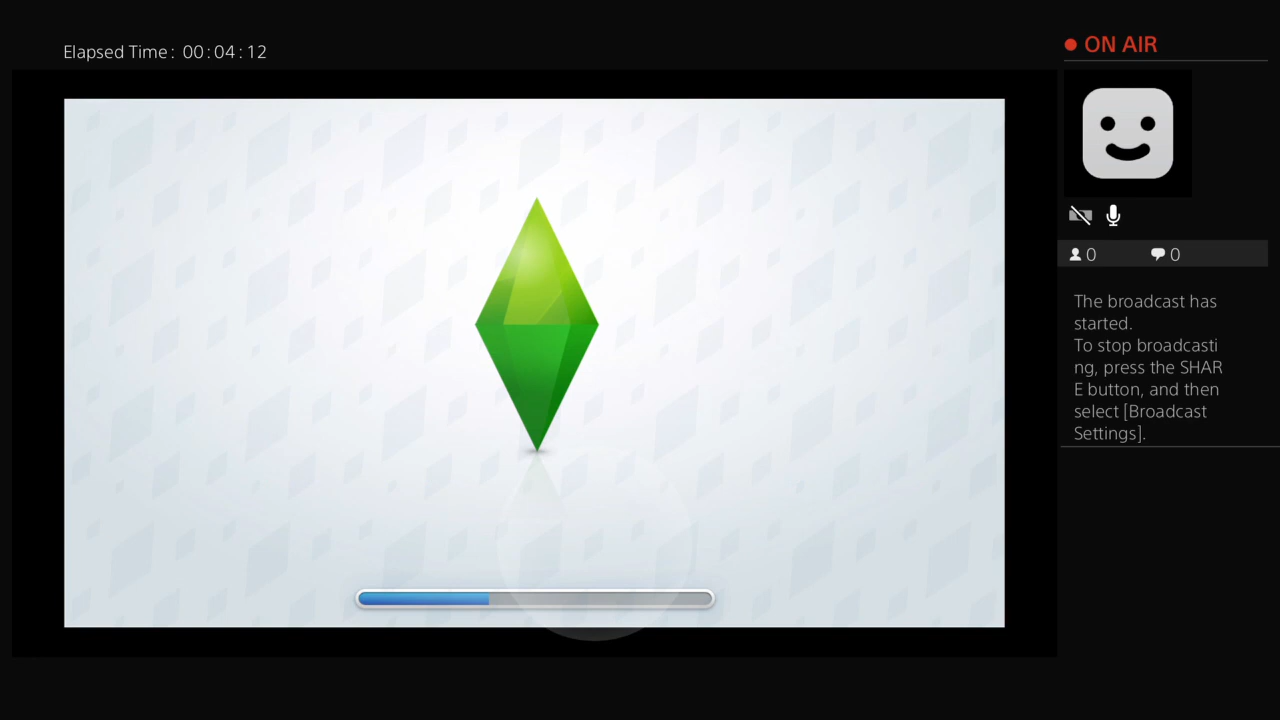 Elapsed Time: 00:04:12
ON AIR
0
0
The broadcast has
started.
To stop broadcasti
ng, press the SHAR
E button, and then
select [Broadcast
Settings].